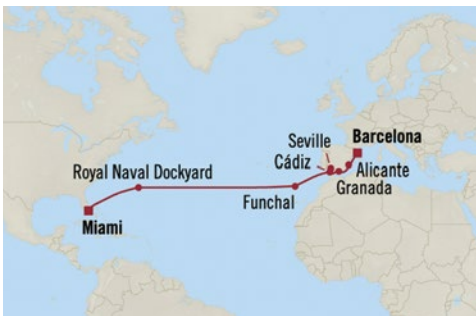 Seville
Barcelona
Cádiz
Royal Naval Dockyard
Alicante
Funchal
Granada
Miami